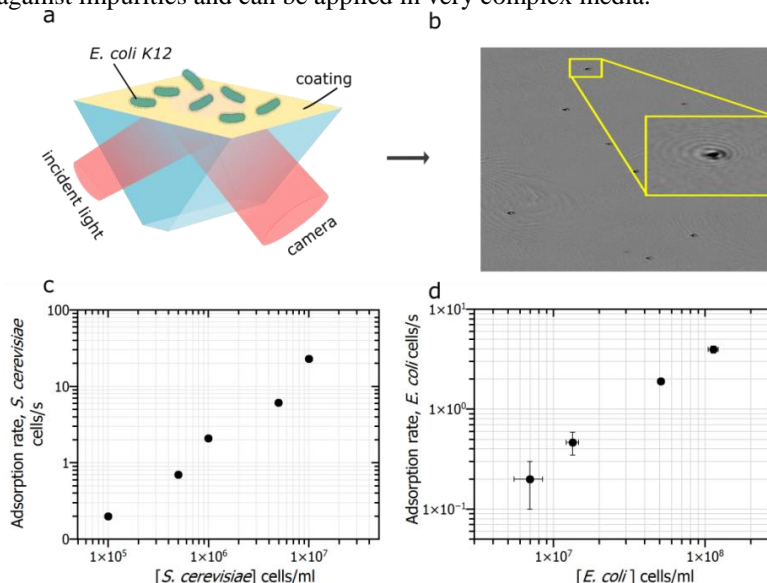 against impurities and can be applied in very complex media.
a
b
E. coli K12
coating
incident light
camera
c
d
100
10
1
0
Adsorption rate, S. cerevisiae
cells/s
1×10⁵
1×10⁶
1×10⁷
[S. cerevisiae] cells/ml
1×10¹
1×10⁰
1×10⁻¹
Adsorption rate, E. coli cells/s
1×10⁷
1×10⁸
[E. coli ] cells/ml